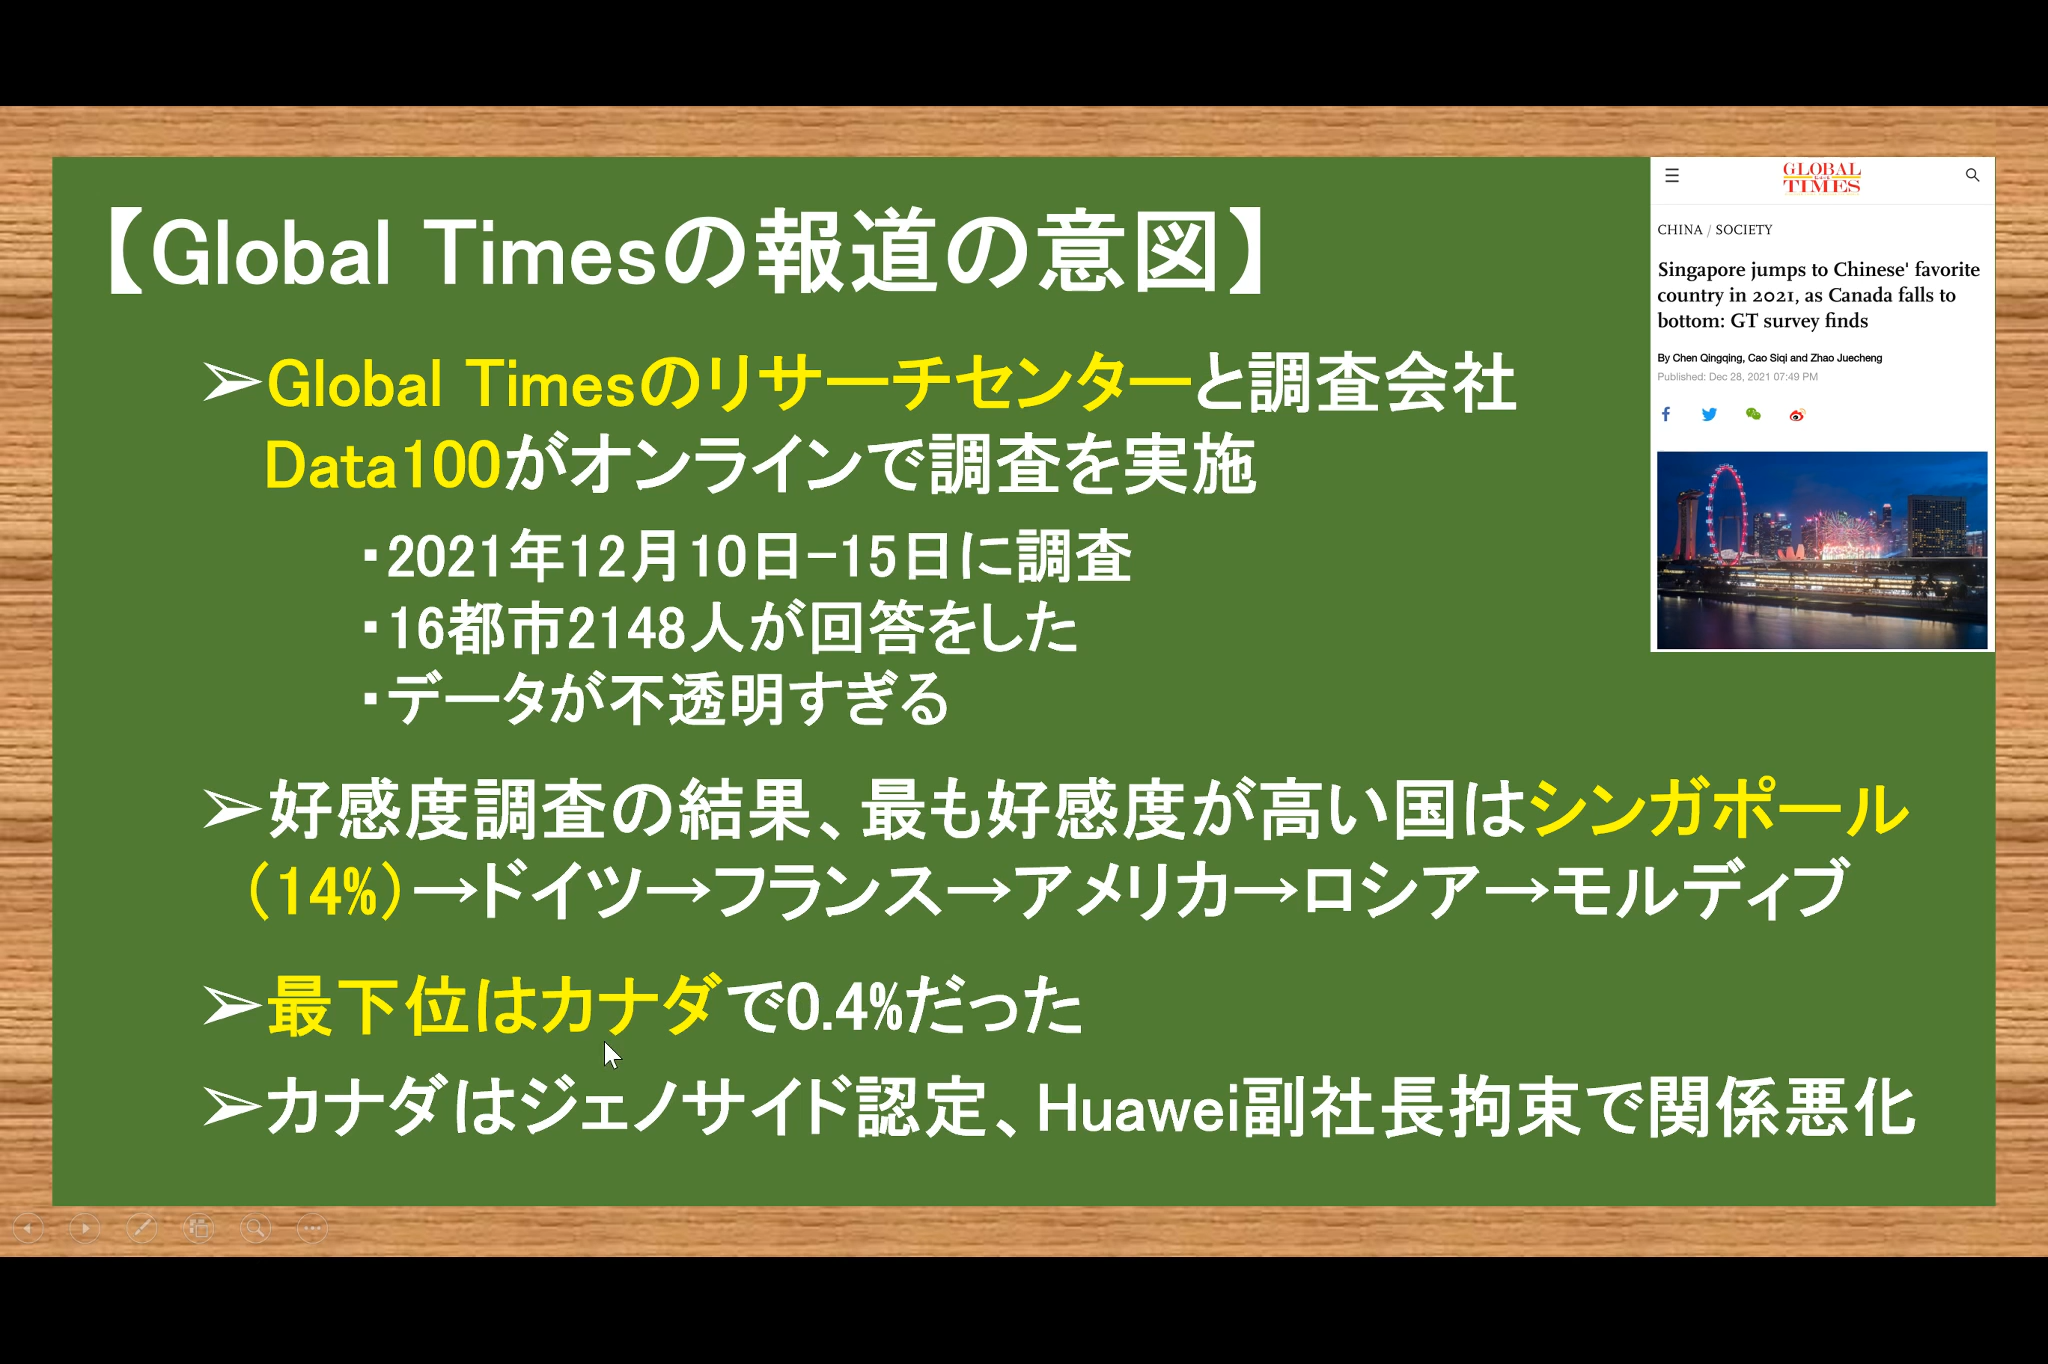 【Global Timesの報道の意図】
➢Global Timesのリサーチセンターと調査会社
Data100がオンラインで調査を実施
・2021年12月10日-15日に調査
・16都市2148人が回答をした
・データが不透明すぎる
➢好感度調査の結果、最も好感度が高い国はシンガポール
（14%）→ドイツ→フランス→アメリカ→ロシア→モルディブ
➢最下位はカナダで0.4%だった
➢カナダはジェノサイド認定、Huawei副社長拘束で関係悪化
GLOBAL
TIMES
CHINA / SOCIETY
Singapore jumps to Chinese' favorite
country in 2021, as Canada falls to
bottom: GT survey finds
By Chen Qingqing, Cao Siqi and Zhao Juecheng
Published: Dec 28, 2021 07:49 PM